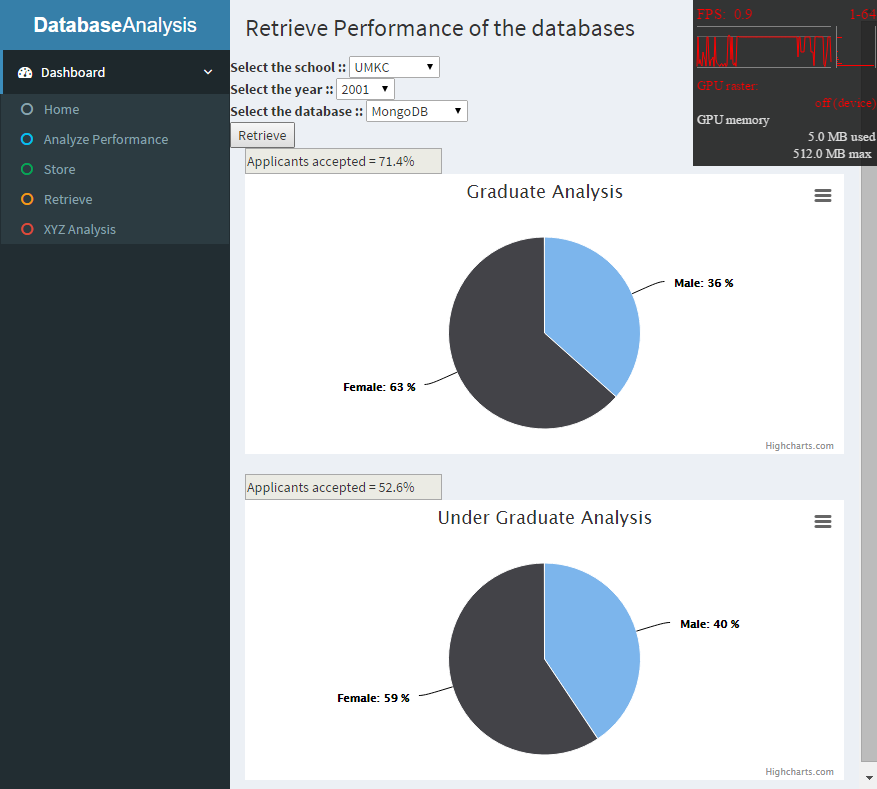 DatabaseAnalysis
Dashboard
Home
Analyze Performance
Store
Retrieve
XYZ Analysis
Retrieve Performance of the databases
Select the school :: UMKC
Select the year :: 2001
Select the database :: MongoDB
Retrieve
FPS: 0.9 1-64
GPU raster:
off (device)
GPU memory
5.0 MB used
512.0 MB max
Applicants accepted = 71.4%
Graduate Analysis
Male: 36 %
Female: 63 %
Highcharts.com
Applicants accepted = 52.6%
Under Graduate Analysis
Male: 40 %
Female: 59 %
Highcharts.com